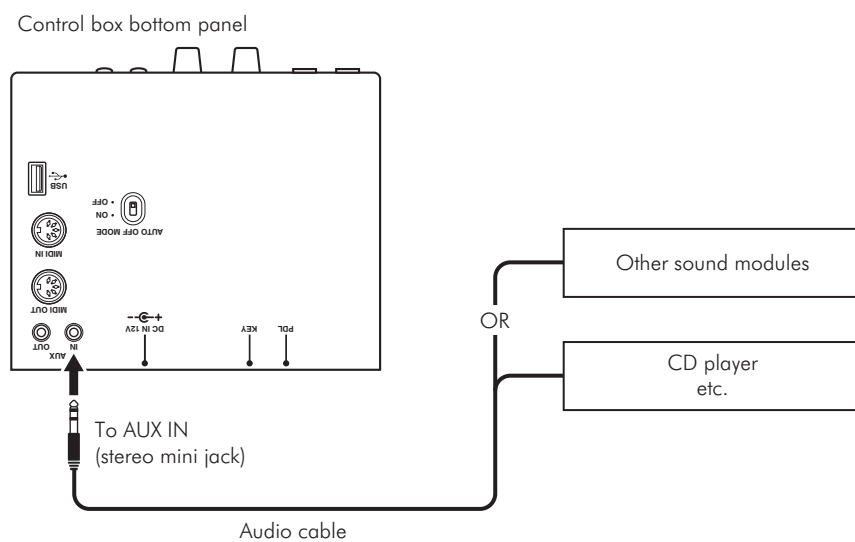 Control box bottom panel
USB
OFF •
ON •
AUTO OFF MODE
MIDI IN
MIDI OUT
OUT
IN
AUX
DC IN 12V
KEY
PDL
Other sound modules
OR
CD player
etc.
To AUX IN
(stereo mini jack)
Audio cable